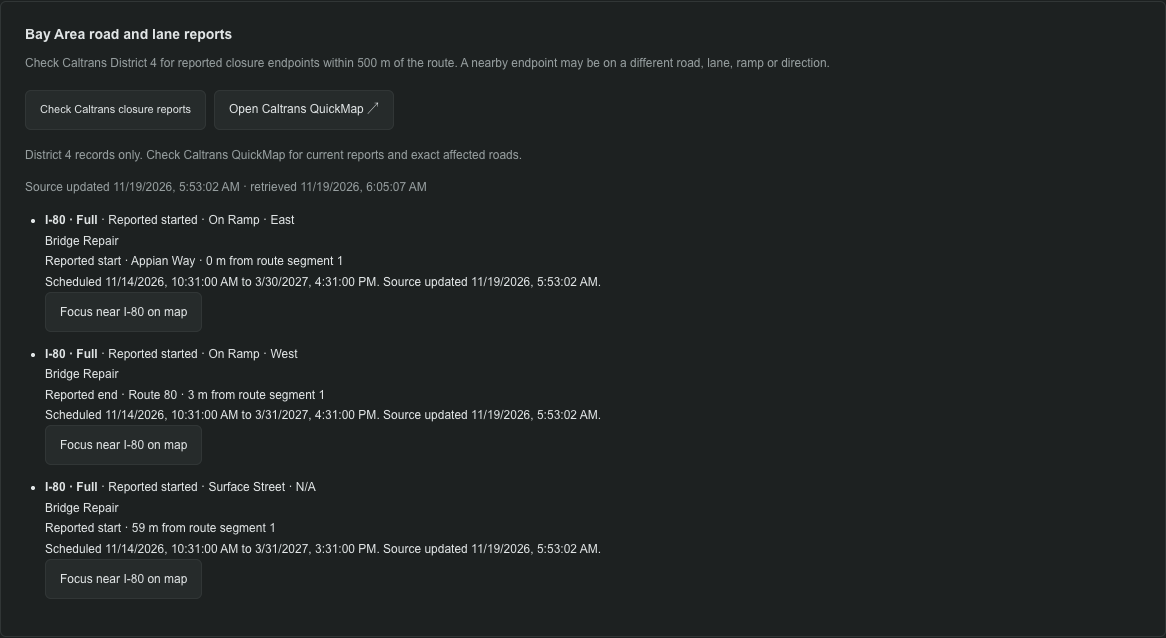 Bay Area road and lane reports
Check Caltrans District 4 for reported closure endpoints within 500 m of the route. A nearby endpoint may be on a different road, lane, ramp or direction.
Check Caltrans closure reports
Open Caltrans QuickMap ↗
District 4 records only. Check Caltrans QuickMap for current reports and exact affected roads.
Source updated 11/19/2026, 5:53:02 AM · retrieved 11/19/2026, 6:05:07 AM
• I-80 · Full · Reported started · On Ramp · East
Bridge Repair
Reported start · Appian Way · 0 m from route segment 1
Scheduled 11/14/2026, 10:31:00 AM to 3/30/2027, 4:31:00 PM. Source updated 11/19/2026, 5:53:02 AM.
Focus near I-80 on map
• I-80 · Full · Reported started · On Ramp · West
Bridge Repair
Reported end · Route 80 · 3 m from route segment 1
Scheduled 11/14/2026, 10:31:00 AM to 3/31/2027, 4:31:00 PM. Source updated 11/19/2026, 5:53:02 AM.
Focus near I-80 on map
• I-80 · Full · Reported started · Surface Street · N/A
Bridge Repair
Reported start · 59 m from route segment 1
Scheduled 11/14/2026, 10:31:00 AM to 3/31/2027, 3:31:00 PM. Source updated 11/19/2026, 5:53:02 AM.
Focus near I-80 on map